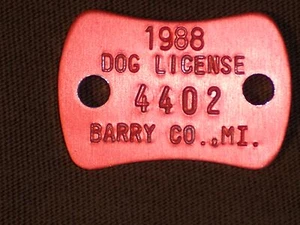 1988
DOG LICENSE
4402
BARRY CO., MI.